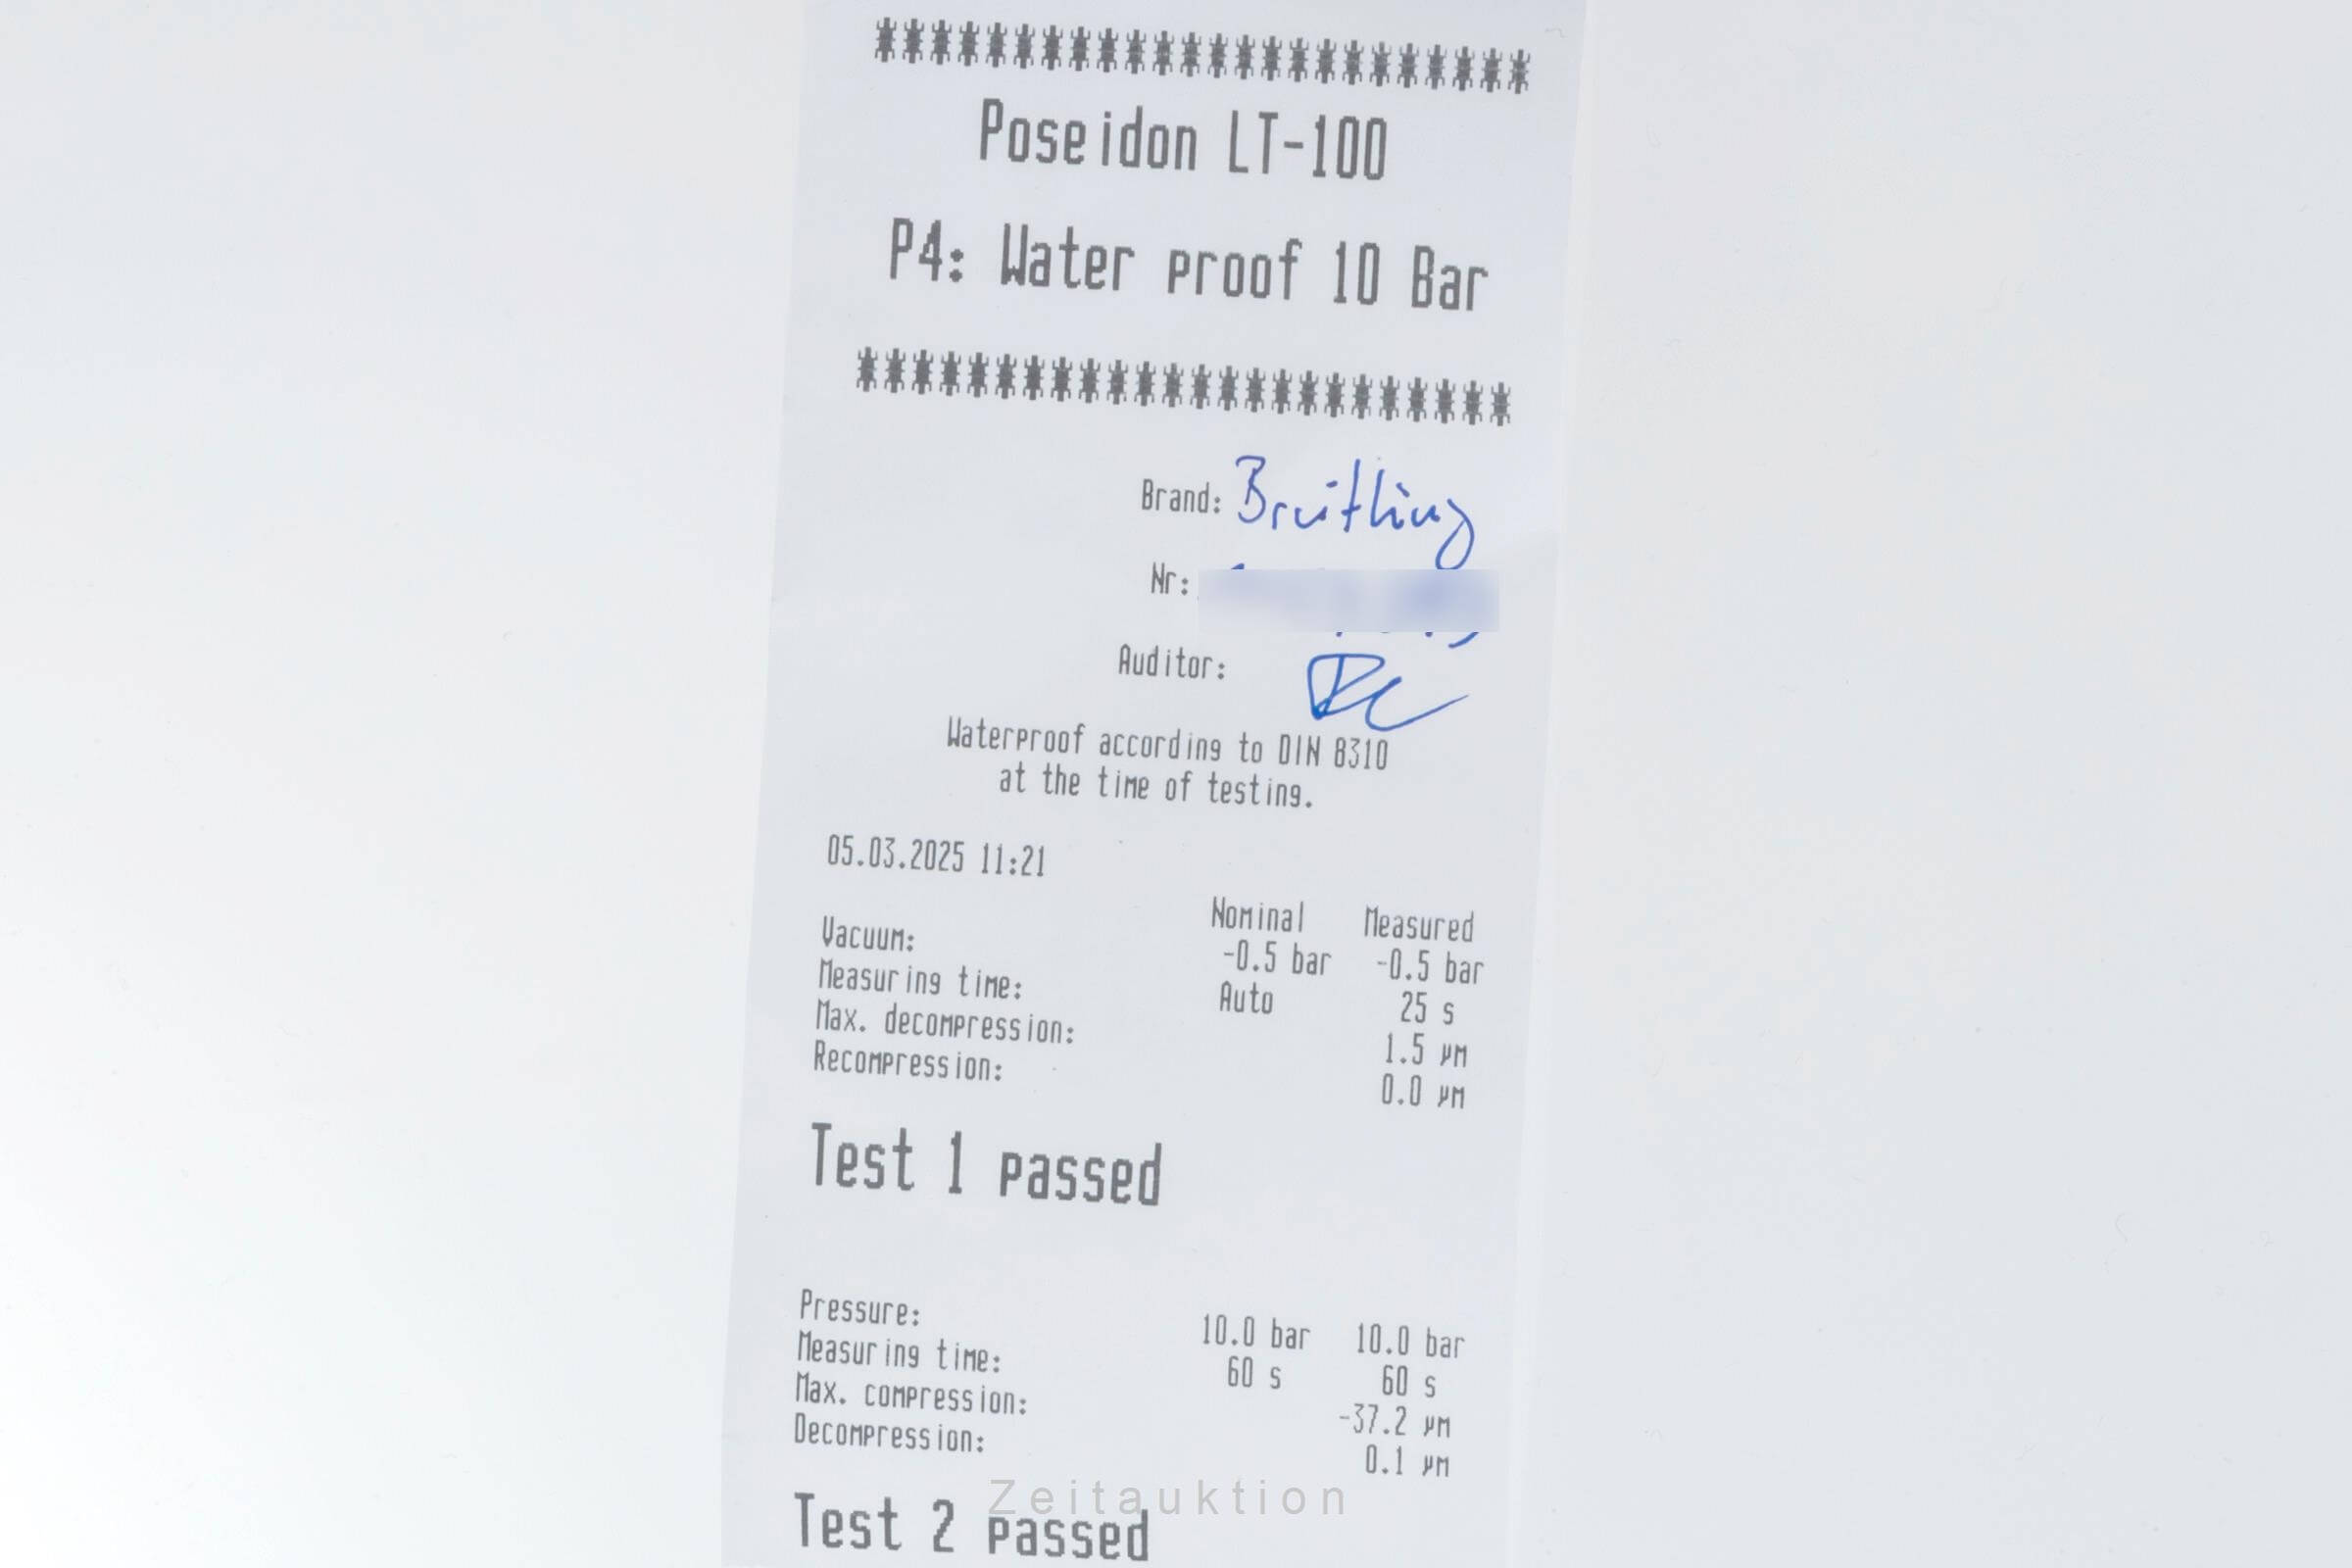 ************************
Poseidon LT-100
P4: Water proof 10 Bar
************************
Brand: Breitling
Nr:
Auditor:
Waterproof according to DIN 8310
at the time of testing.
05.03.2025 11:21
Nominal Measured
Vacuum: -0.5 bar -0.5 bar
Measuring time: Auto 25 s
Max. decompression: 1.5 µm
Recompression: 0.0 µm
Test 1 passed
Pressure: 10.0 bar 10.0 bar
Measuring time: 60 s 60 s
Max. compression: -37.2 µm
Decompression: 0.1 µm
Zeitauktion
Test 2 passed